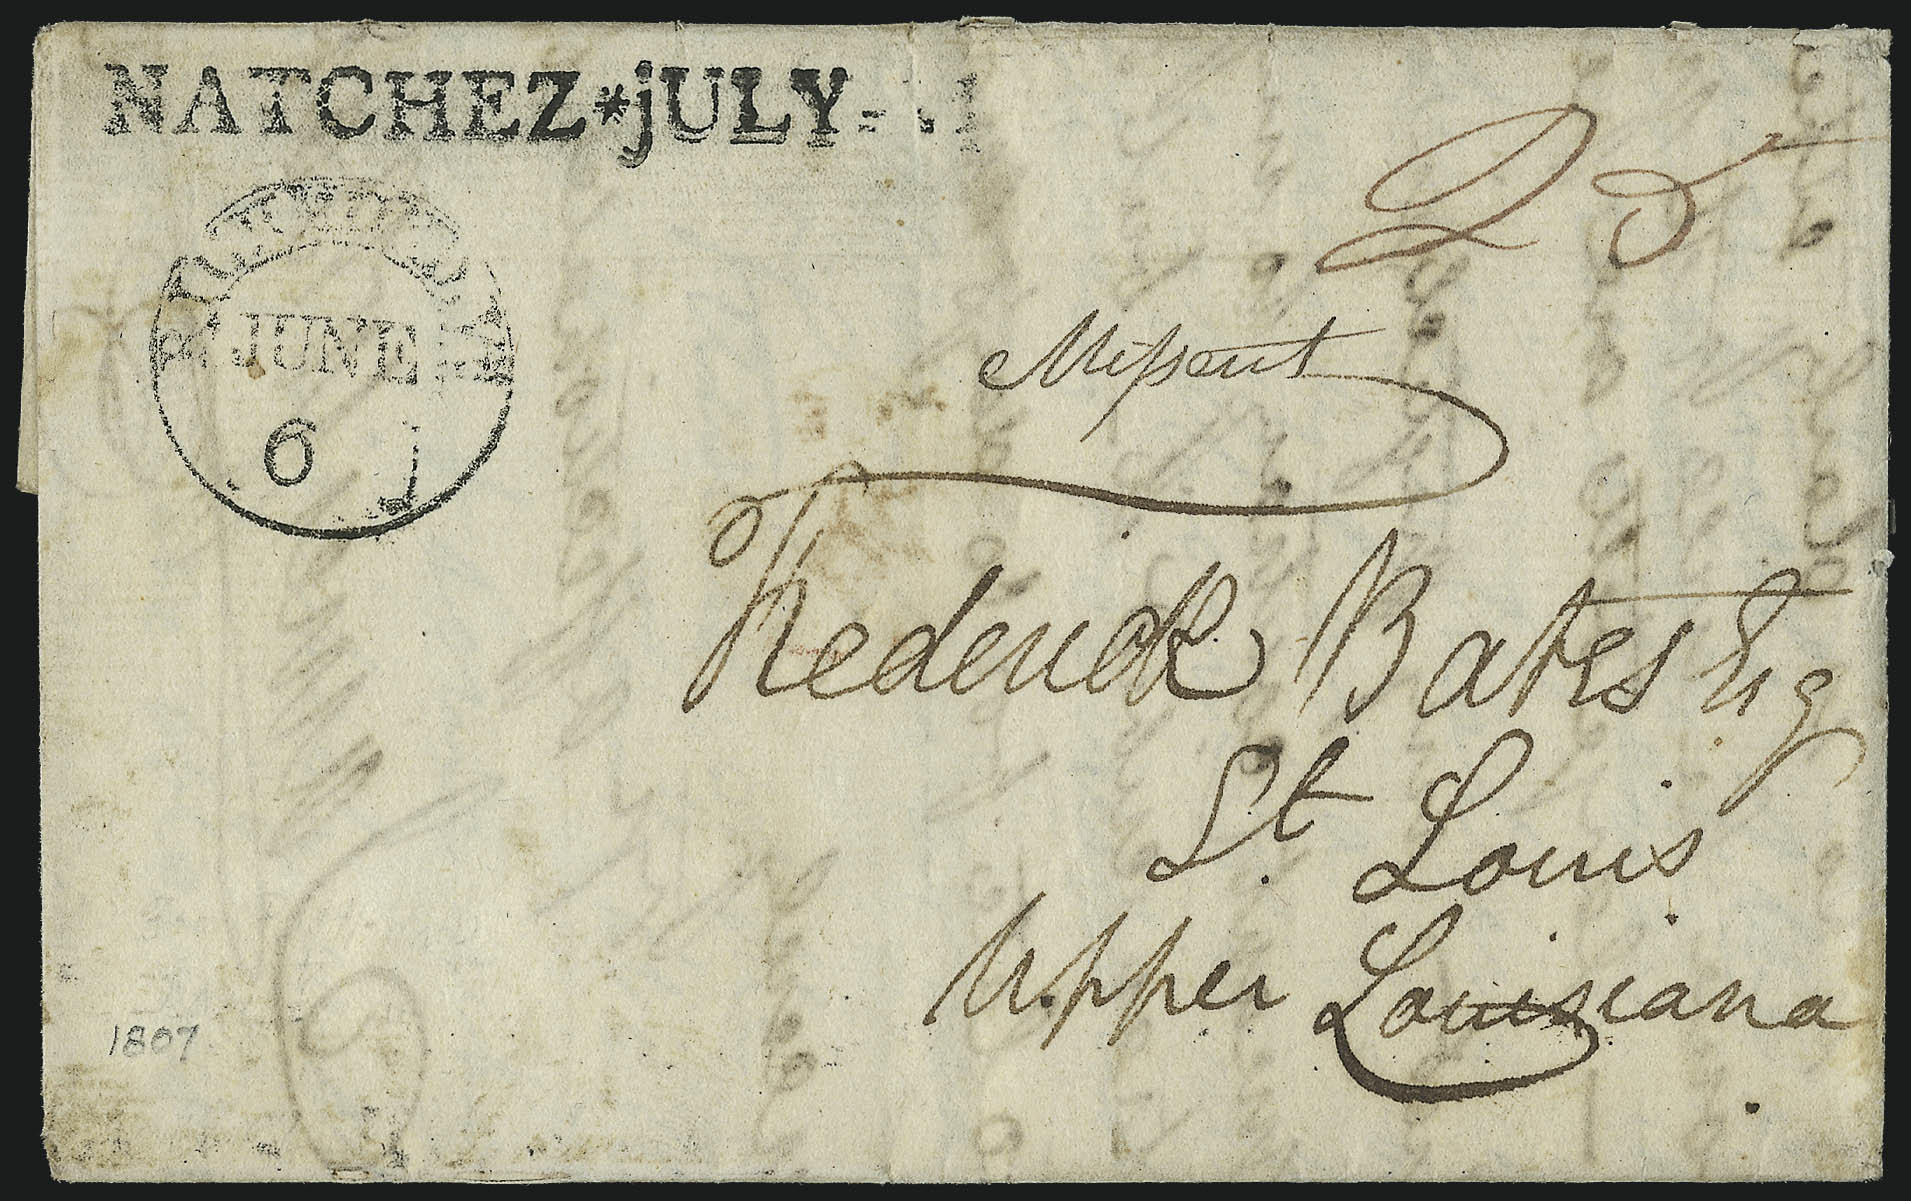 NATCHEZ*jULY
25
JUNE
6 j
Missent
Frederick Bates Esq
St. Louis
Upper Louisiana
1807